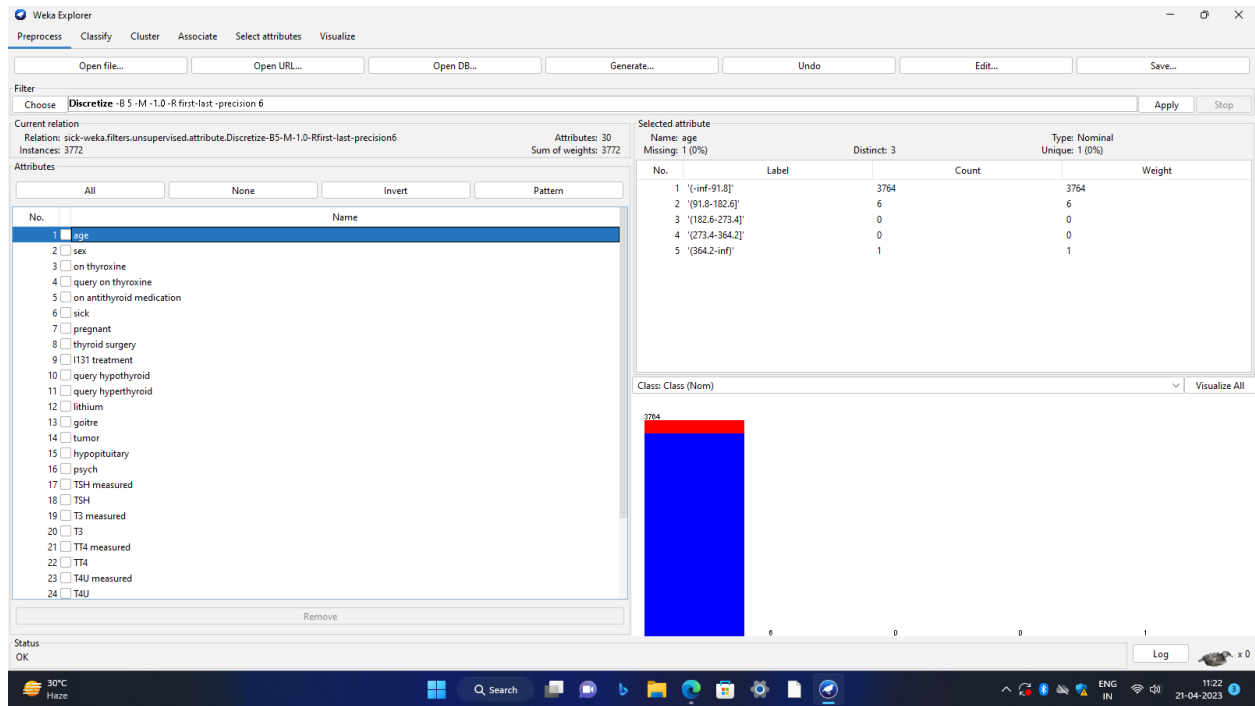 Weka Explorer
Preprocess Classify Cluster Associate Select attributes Visualize
Open file... Open URL... Open DB... Generate... Undo Edit... Save...
Filter
Choose Discretize -B 5 -M -1.0 -R first-last -precision 6 Apply Stop
Current relation
Relation: sick-weka.filters.unsupervised.attribute.Discretize-B5-M-1.0-Rfirst-last-precision6 Attributes: 30
Instances: 3772 Sum of weights: 3772
Attributes
All None Invert Pattern
No. Name
1 age
2 sex
3 on thyroxine
4 query on thyroxine
5 on antithyroid medication
6 sick
7 pregnant
8 thyroid surgery
9 I131 treatment
10 query hypothyroid
11 query hyperthyroid
12 lithium
13 goitre
14 tumor
15 hypopituitary
16 psych
17 TSH measured
18 TSH
19 T3 measured
20 T3
21 TT4 measured
22 TT4
23 T4U measured
24 T4U
Remove
Selected attribute
Name: age Type: Nominal
Missing: 1 (0%) Distinct: 3 Unique: 1 (0%)
No. Label Count Weight
1 '(-inf-91.8]' 3764 3764
2 '(91.8-182.6]' 6 6
3 '(182.6-273.4]' 0 0
4 '(273.4-364.2]' 0 0
5 '(364.2-inf)' 1 1
Class: Class (Nom) Visualize All
3764
6 0 0 1
Status
OK Log x 0
30°C
Haze
Search
ENG
IN
11:22
21-04-2023
3